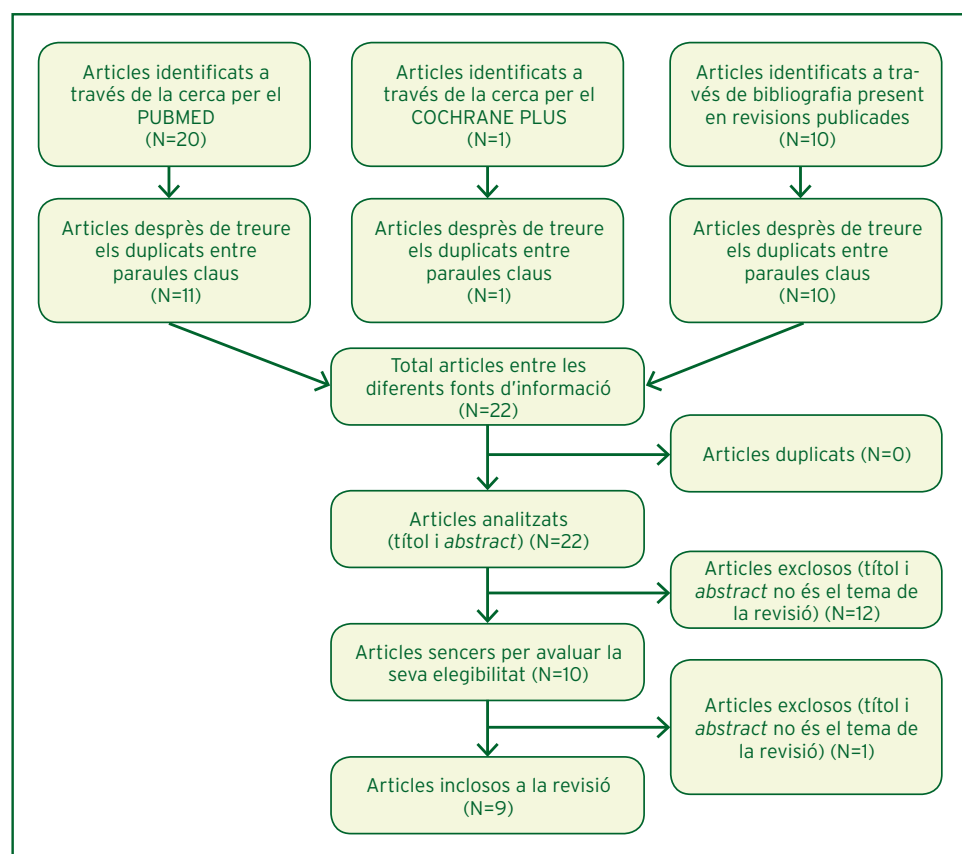 Articles identificats a
través de la cerca per el
PUBMED
(N=20)
Articles identificats a
través de la cerca per el
COCHRANE PLUS
(N=1)
Articles identificats a tra-
vés de bibliografia present
en revisions publicades
(N=10)
Articles desprès de treure
els duplicats entre
paraules claus
(N=11)
Articles desprès de treure
els duplicats entre
paraules claus
(N=1)
Articles desprès de treure
els duplicats entre
paraules claus
(N=10)
Total articles entre les
diferents fonts d'informació
(N=22)
Articles duplicats (N=0)
Articles analitzats
(títol i abstract) (N=22)
Articles exclosos (títol i
abstract no és el tema de
la revisió) (N=12)
Articles sencers per avaluar la
seva elegibilitat (N=10)
Articles exclosos (títol i
abstract no és el tema de
la revisió) (N=1)
Articles inclosos a la revisió
(N=9)